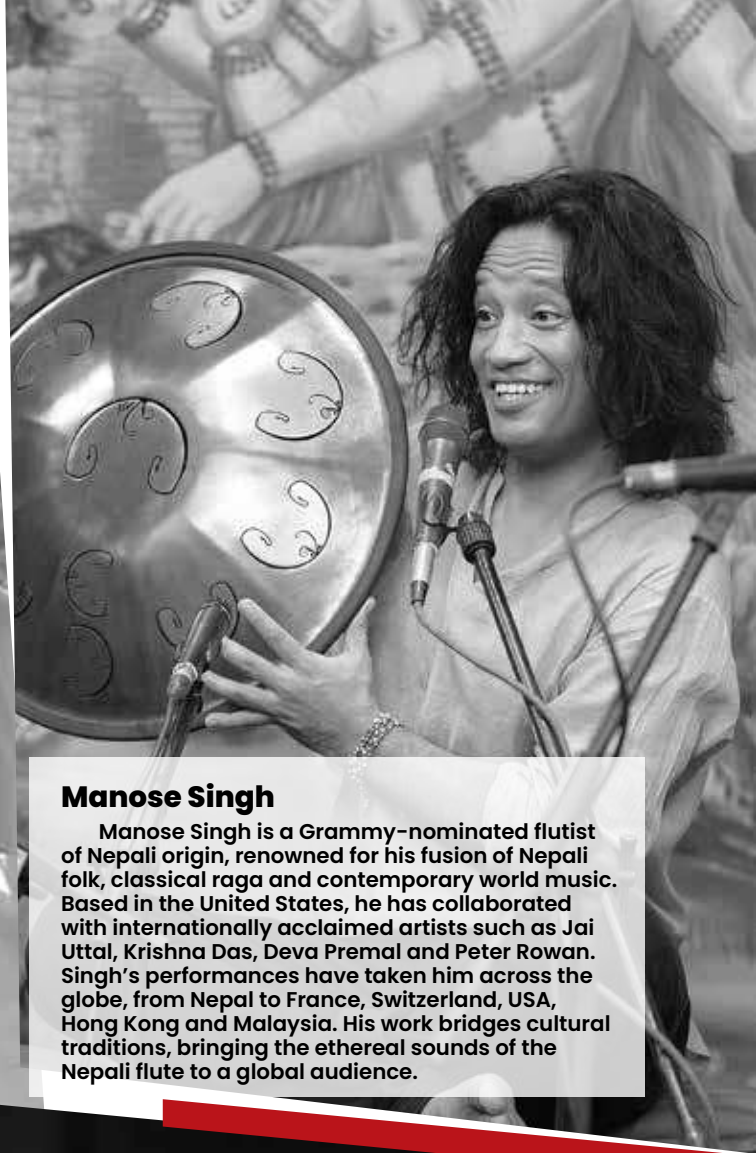 Manose Singh
Manose Singh is a Grammy-nominated flutist
of Nepali origin, renowned for his fusion of Nepali
folk, classical raga and contemporary world music.
Based in the United States, he has collaborated
with internationally acclaimed artists such as Jai
Uttal, Krishna Das, Deva Premal and Peter Rowan.
Singh’s performances have taken him across the
globe, from Nepal to France, Switzerland, USA,
Hong Kong and Malaysia. His work bridges cultural
traditions, bringing the ethereal sounds of the
Nepali flute to a global audience.